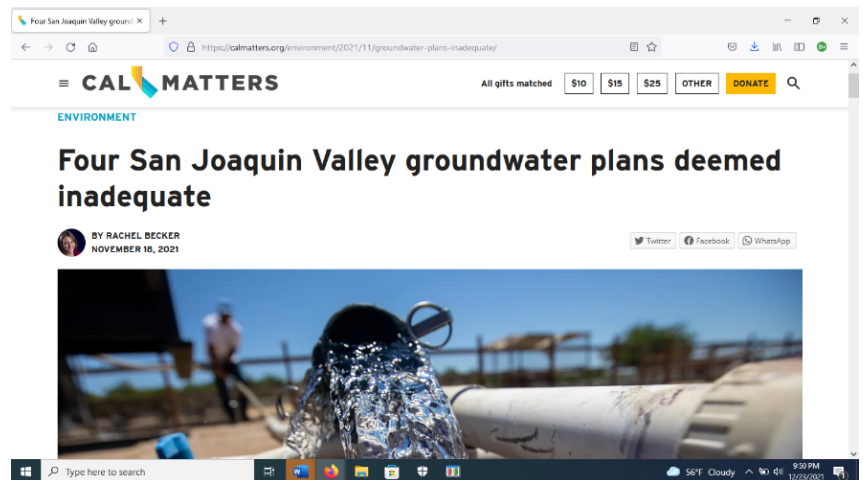 Four San Joaquin Valley ground
https://calmatters.org/environment/2021/11/groundwater-plans-inadequate/
CAL MATTERS
All gifts matched
$10
$15
$25
OTHER
DONATE
ENVIRONMENT
Four San Joaquin Valley groundwater plans deemed
inadequate
BY RACHEL BECKER
NOVEMBER 18, 2021
Twitter
Facebook
WhatsApp
Type here to search
56°F Cloudy
9:50 PM
12/23/2021